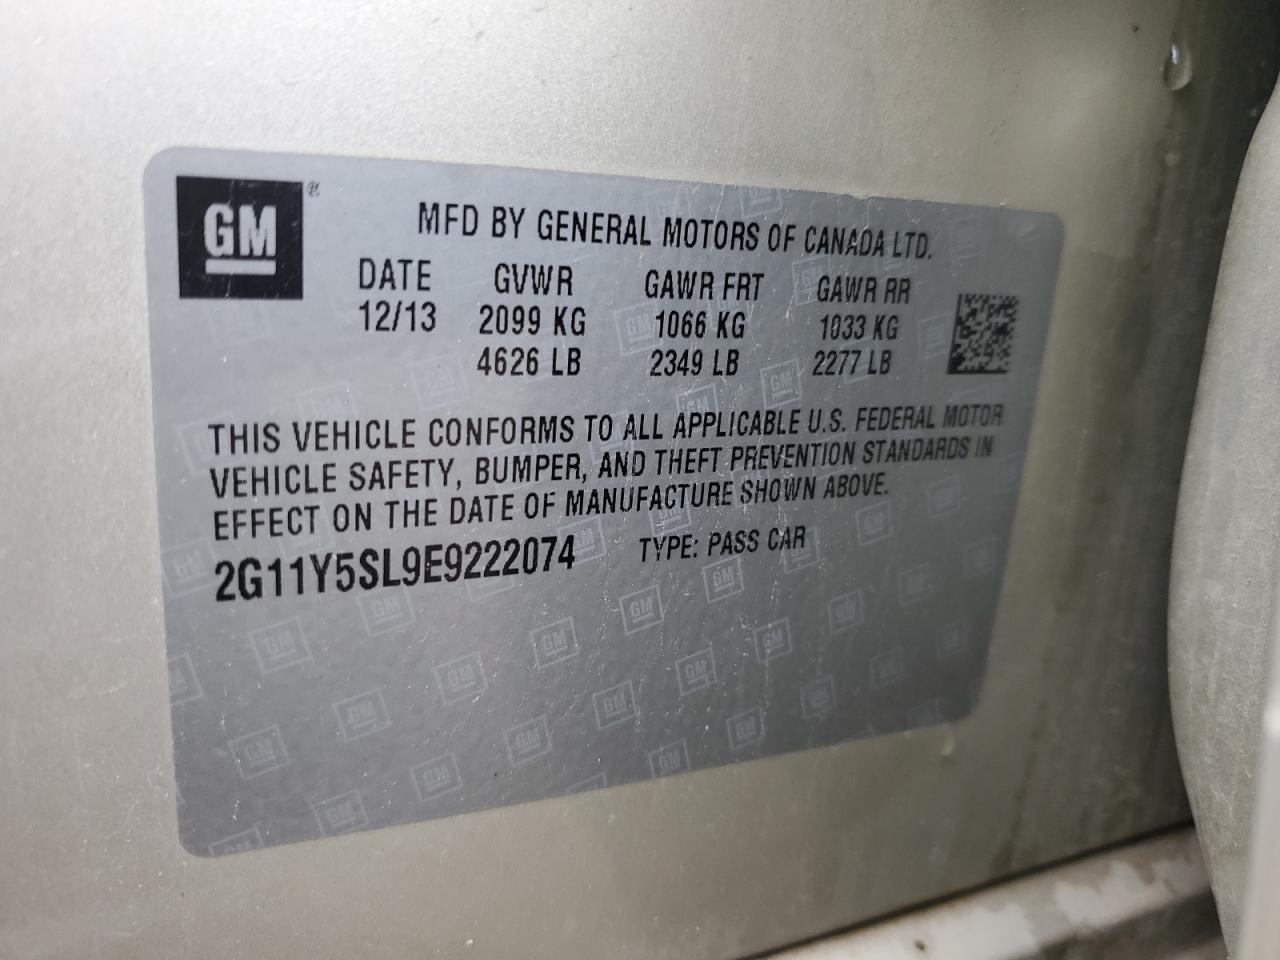 GM ®
MFD BY GENERAL MOTORS OF CANADA LTD.
DATE GVWR GAWR FRT GAWR RR
12/13 2099 KG 1066 KG 1033 KG
4626 LB 2349 LB 2277 LB
THIS VEHICLE CONFORMS TO ALL APPLICABLE U.S. FEDERAL MOTOR
VEHICLE SAFETY, BUMPER, AND THEFT PREVENTION STANDARDS IN
EFFECT ON THE DATE OF MANUFACTURE SHOWN ABOVE.
2G11Y5SL9E9222074 TYPE: PASS CAR